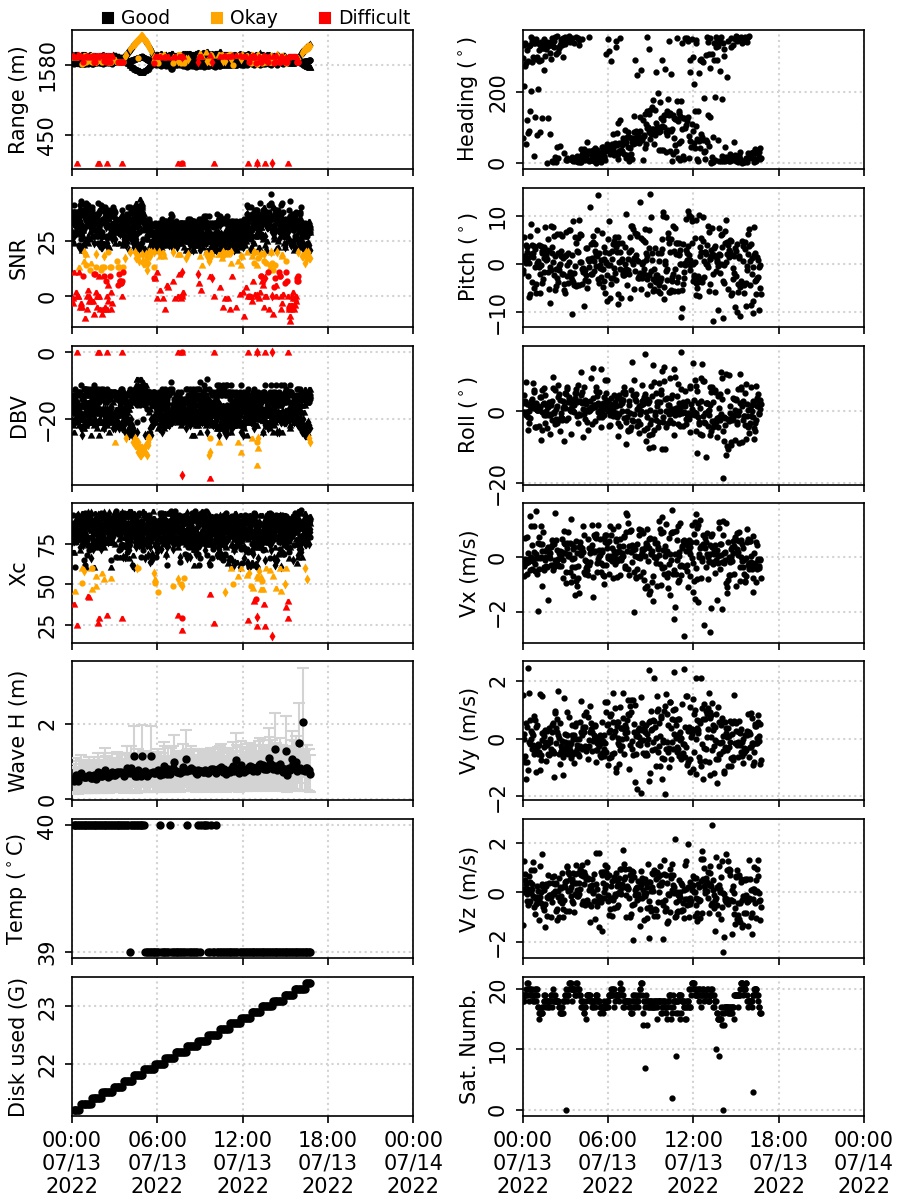 Good Okay Difficult
Range (m)
1580
450
Heading (°)
200
0
SNR
25
0
Pitch (°)
10
0
−10
DBV
0
−20
Roll (°)
0
−20
Xc
75
50
25
Vx (m/s)
0
−2
Wave H (m)
2
0
Vy (m/s)
2
0
−2
Temp (°C)
40
39
Vz (m/s)
2
0
−2
Disk used (G)
23
22
Sat. Numb.
20
10
0
00:00 06:00 12:00 18:00 00:00
07/13 07/13 07/13 07/13 07/14
2022 2022 2022 2022 2022
00:00 06:00 12:00 18:00 00:00
07/13 07/13 07/13 07/13 07/14
2022 2022 2022 2022 2022